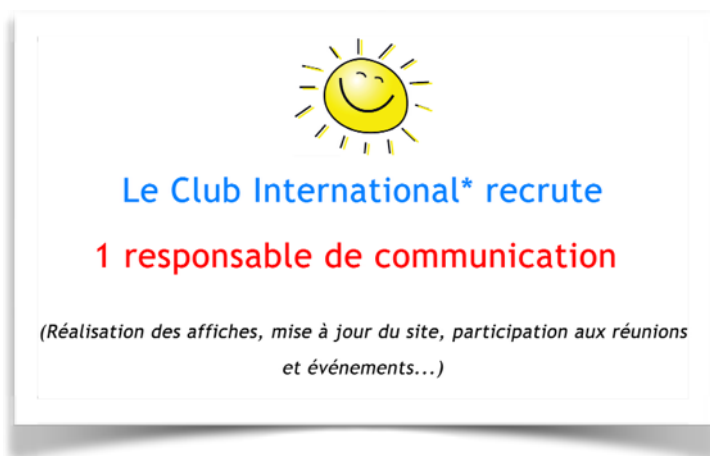 Le Club International* recrute
1 responsable de communication
(Réalisation des affiches, mise à jour du site, participation aux réunions
et événements...)